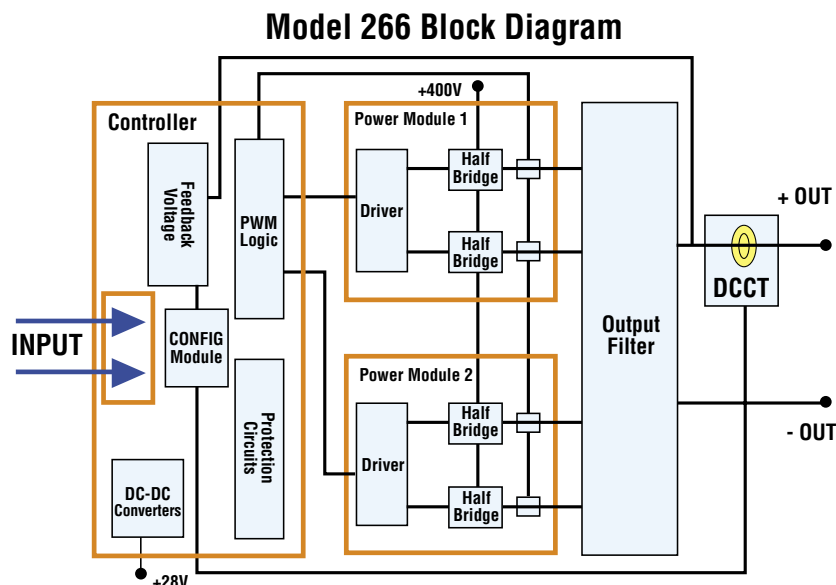 Model 266 Block Diagram
+400V
Controller
Power Module 1
Feedback
Voltage
PWM
Logic
Driver
Half
Bridge
Half
Bridge
+ OUT
DCCT
INPUT
CONFIG
Module
Output
Filter
Power Module 2
Protection
Circuits
Driver
Half
Bridge
Half
Bridge
- OUT
DC-DC
Converters
+28V